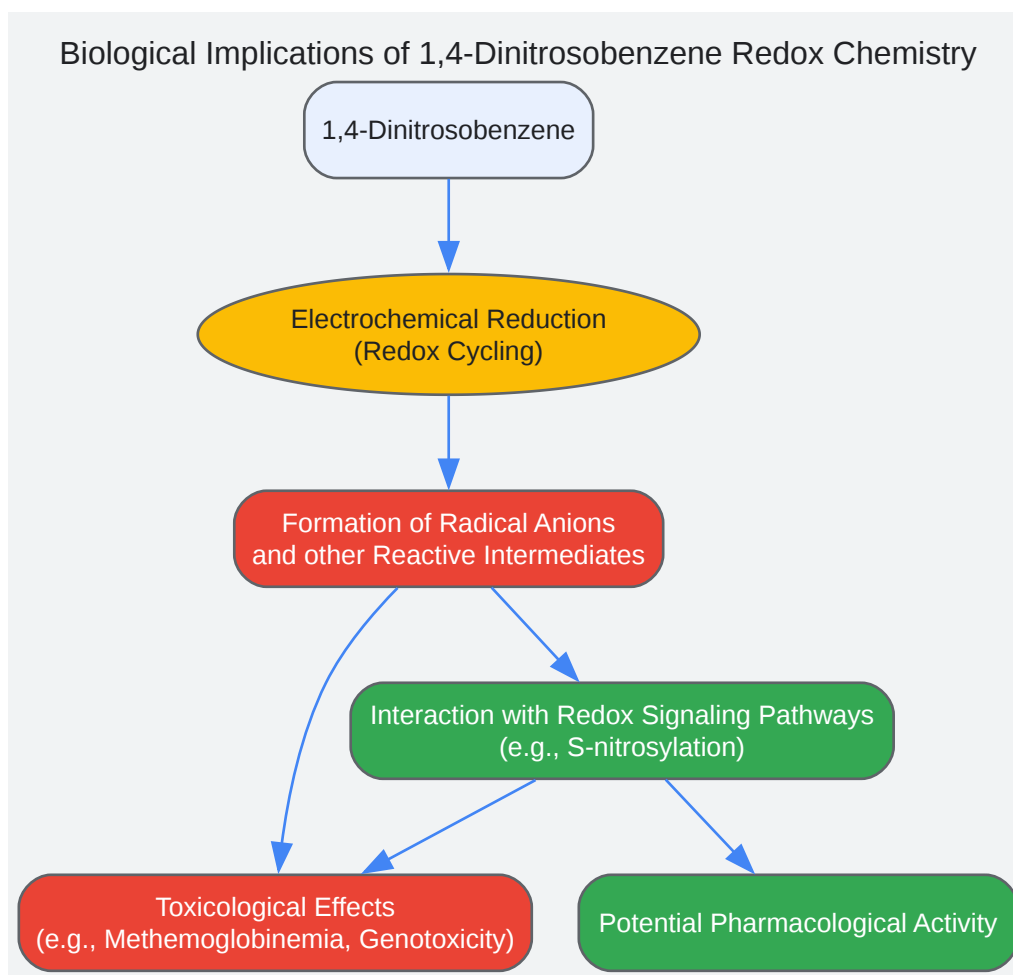 Biological Implications of 1,4-Dinitrosobenzene Redox Chemistry
1,4-Dinitrosobenzene
Electrochemical Reduction
(Redox Cycling)
Formation of Radical Anions
and other Reactive Intermediates
Interaction with Redox Signaling Pathways
(e.g., S-nitrosylation)
Toxicological Effects
(e.g., Methemoglobinemia, Genotoxicity)
Potential Pharmacological Activity